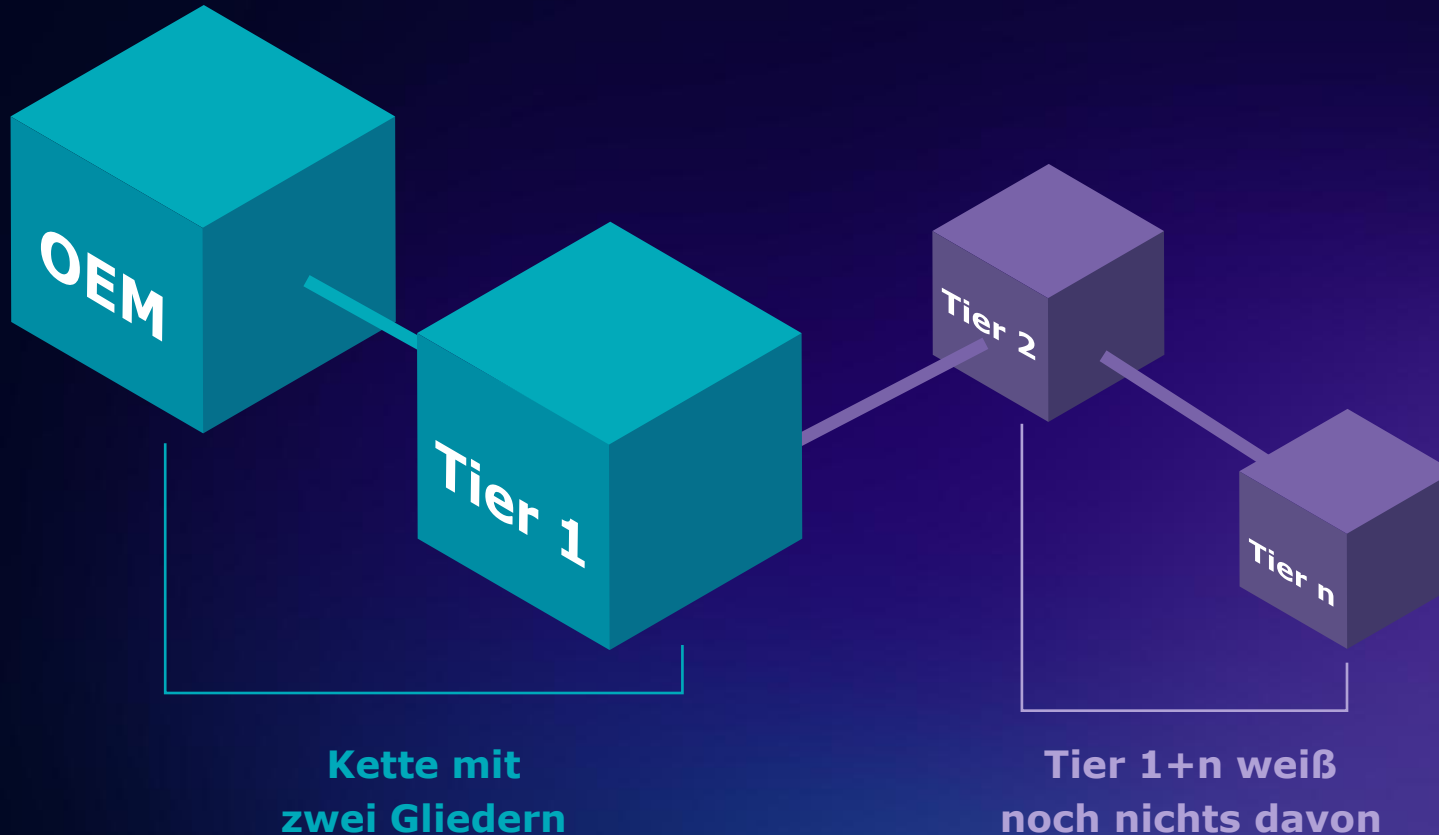 OEM
Tier 1
Tier 2
Tier n
Kette mit
zwei Gliedern
Tier 1+n weiß
noch nichts davon